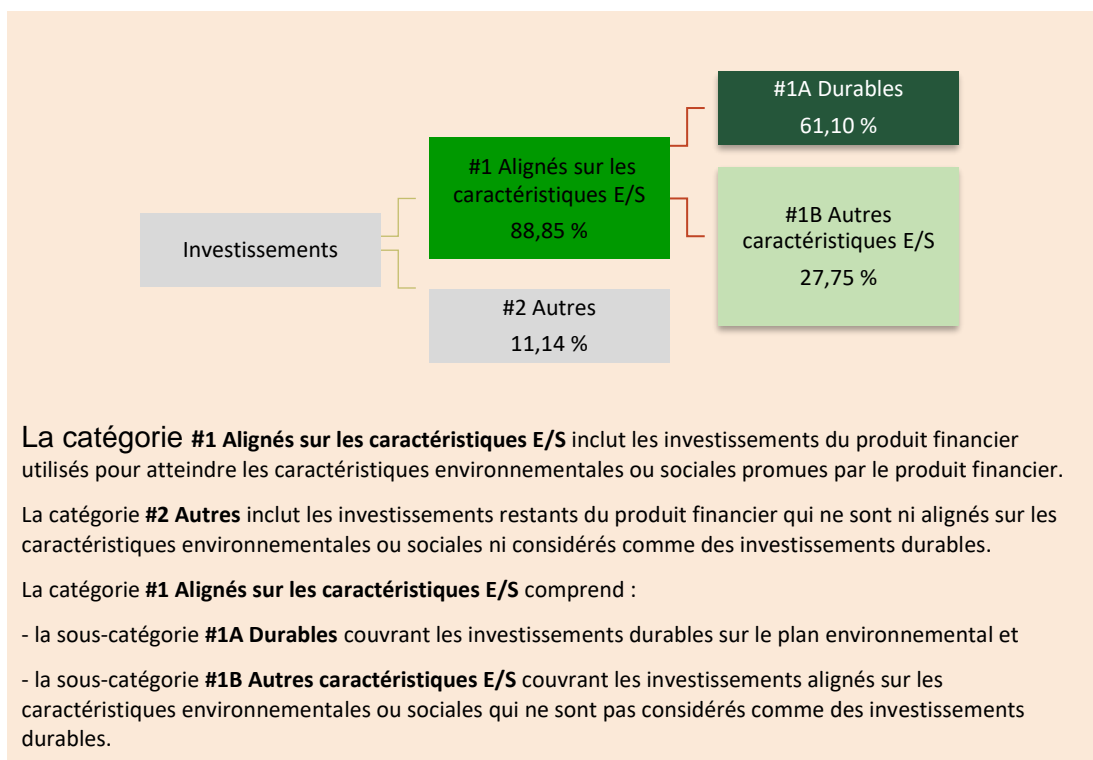 #1A Durables
61,10 %
#1 Alignés sur les
caractéristiques E/S
88,85 %
#1B Autres
caractéristiques E/S
27,75 %
Investissements
#2 Autres
11,14 %
La catégorie #1 Alignés sur les caractéristiques E/S inclut les investissements du produit financier
utilisés pour atteindre les caractéristiques environnementales ou sociales promues par le produit financier.
La catégorie #2 Autres inclut les investissements restants du produit financier qui ne sont ni alignés sur les
caractéristiques environnementales ou sociales ni considérés comme des investissements durables.
La catégorie #1 Alignés sur les caractéristiques E/S comprend :
- la sous-catégorie #1A Durables couvrant les investissements durables sur le plan environnemental et
- la sous-catégorie #1B Autres caractéristiques E/S couvrant les investissements alignés sur les
caractéristiques environnementales ou sociales qui ne sont pas considérés comme des investissements
durables.